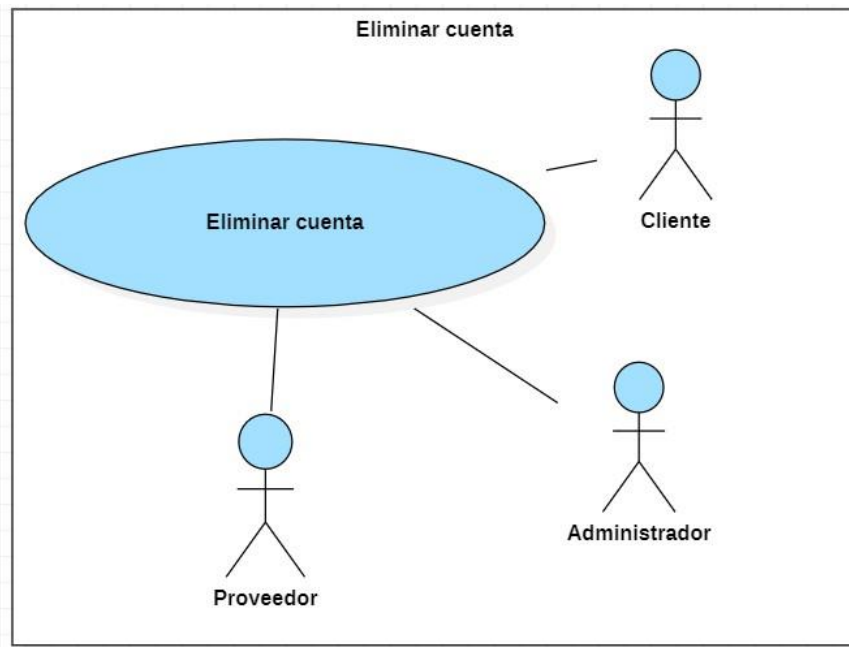 Eliminar cuenta
Cliente
Eliminar cuenta
Administrador
Proveedor